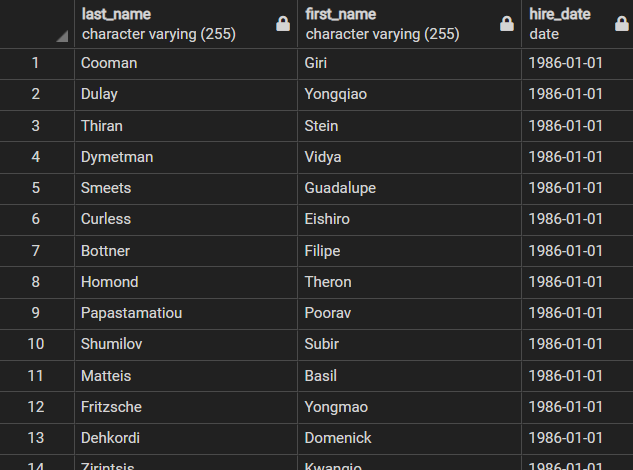 last_name first_name hire_date
character varying (255) character varying (255) date
1 Cooman Giri 1986-01-01
2 Dulay Yongqiao 1986-01-01
3 Thiran Stein 1986-01-01
4 Dymetman Vidya 1986-01-01
5 Smeets Guadalupe 1986-01-01
6 Curless Eishiro 1986-01-01
7 Bottner Filipe 1986-01-01
8 Homond Theron 1986-01-01
9 Papastamatiou Poorav 1986-01-01
10 Shumilov Subir 1986-01-01
11 Matteis Basil 1986-01-01
12 Fritzsche Yongmao 1986-01-01
13 Dehkordi Domenick 1986-01-01
14 Zirintsis Kwangjo 1986-01-01